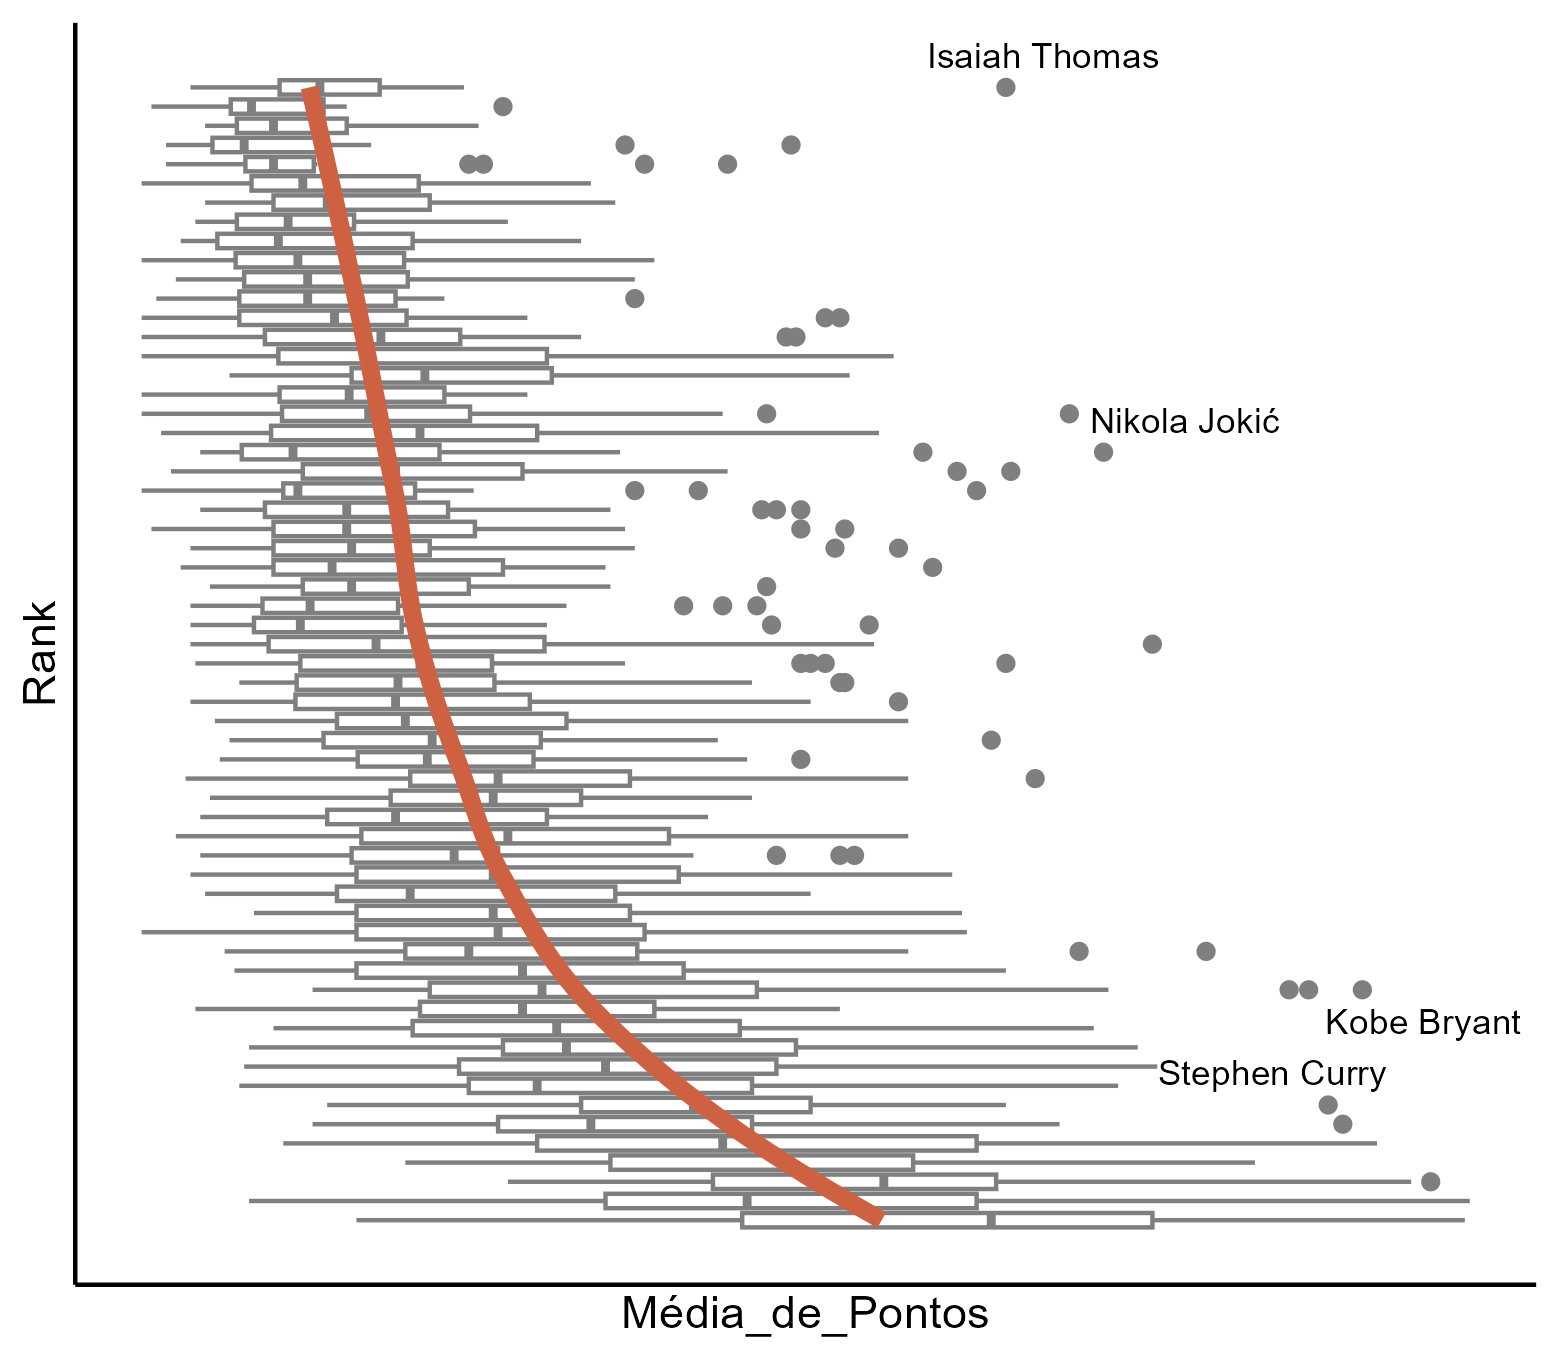 Isaiah Thomas
Nikola Jokić
Rank
Kobe Bryant
Stephen Curry
Média_de_Pontos